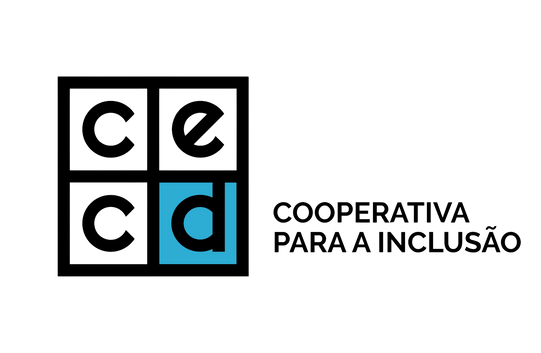 ce
cd
COOPERATIVA
PARA A INCLUSÃO